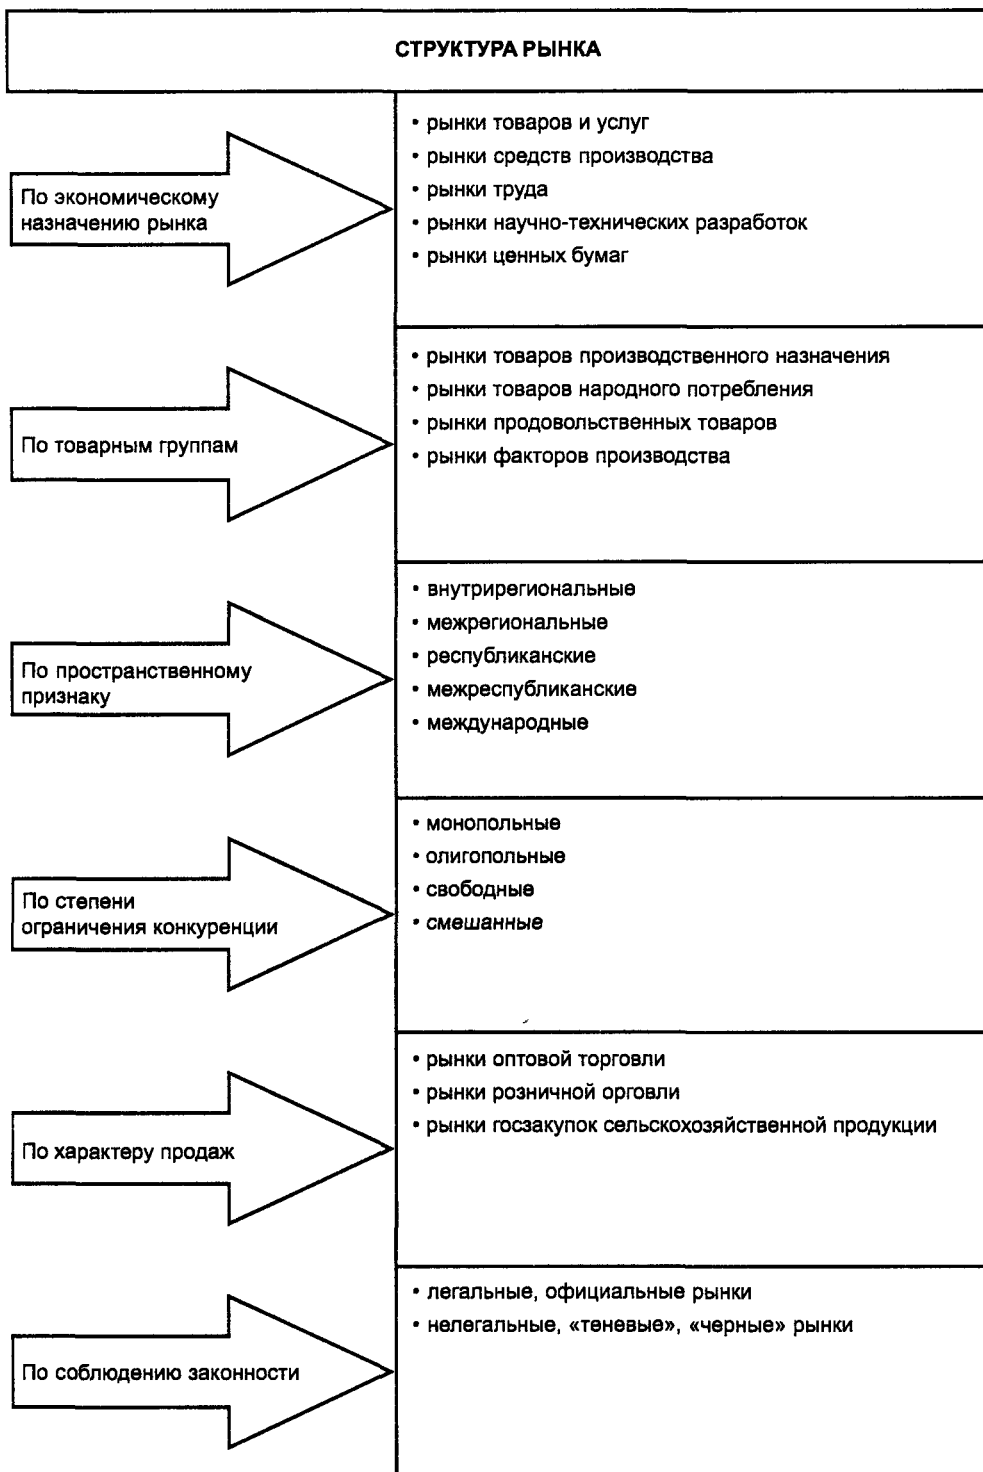 СТРУКТУРА РЫНКА
По экономическому
назначению рынка
• рынки товаров и услуг
• рынки средств производства
• рынки труда
• рынки научно-технических разработок
• рынки ценных бумаг
По товарным группам
• рынки товаров производственного назначения
• рынки товаров народного потребления
• рынки продовольственных товаров
• рынки факторов производства
По пространственному
признаку
• внутрирегиональные
• межрегиональные
• республиканские
• межреспубликанские
• международные
По степени
ограничения конкуренции
• монопольные
• олигопольные
• свободные
• смешанные
По характеру продаж
• рынки оптовой торговли
• рынки розничной орговли
• рынки госзакупок сельскохозяйственной продукции
По соблюдению законности
• легальные, официальные рынки
• нелегальные, «теневые», «черные» рынки